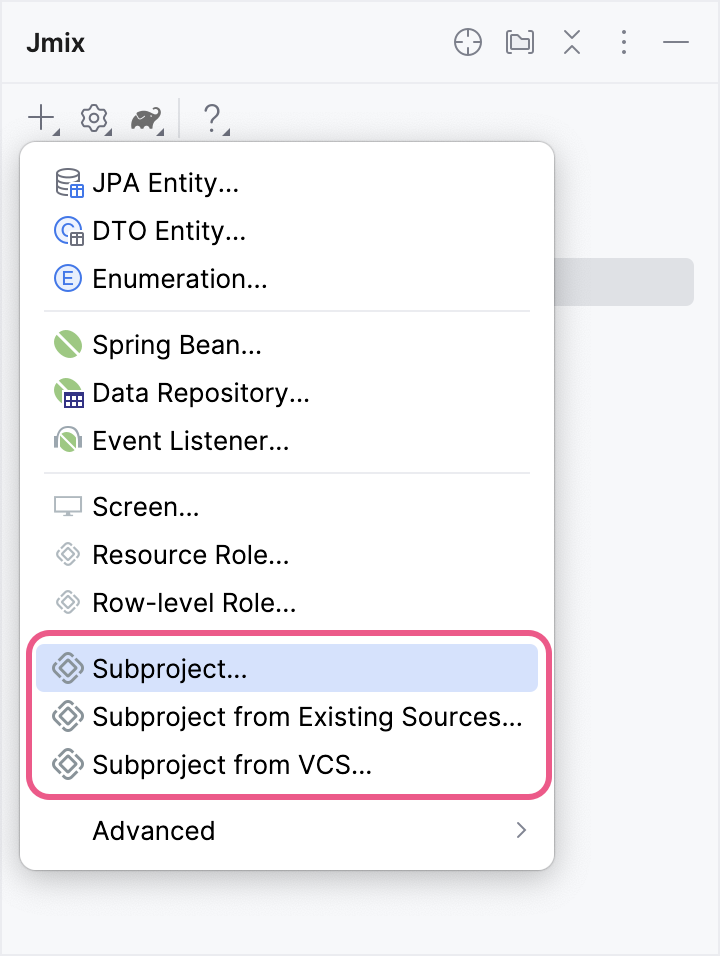 Jmix
?
JPA Entity...
DTO Entity...
Enumeration...
Spring Bean...
Data Repository...
Event Listener...
Screen...
Resource Role...
Row-level Role...
Subproject...
Subproject from Existing Sources...
Subproject from VCS...
Advanced